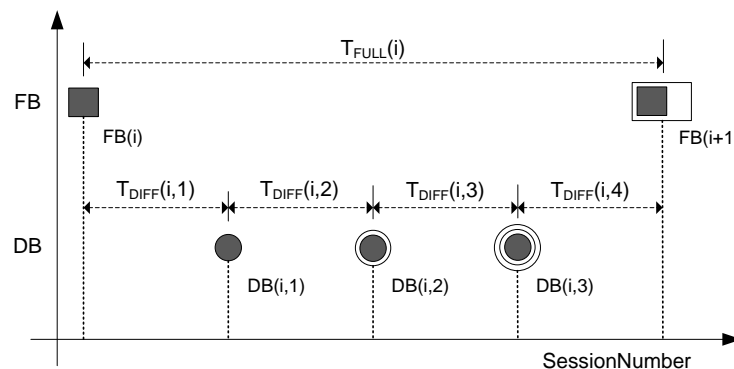 T_FULL(i)
FB
FB(i)
FB(i+1
T_DIFF(i,1)
T_DIFF(i,2)
T_DIFF(i,3)
T_DIFF(i,4)
DB
DB(i,1)
DB(i,2)
DB(i,3)
SessionNumber